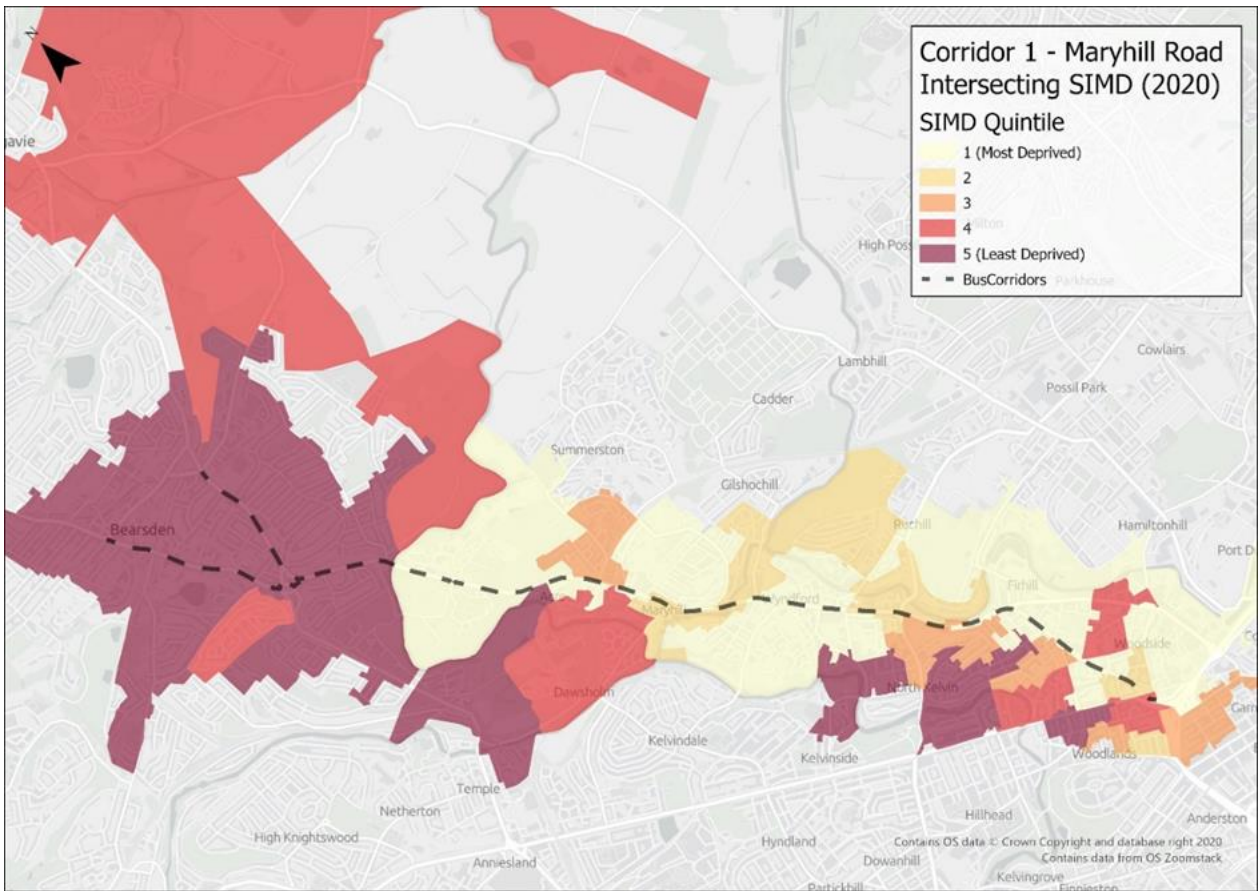 N
Corridor 1 - Maryhill Road
Intersecting SIMD (2020)
SIMD Quintile
1 (Most Deprived)
2
3
4
5 (Least Deprived)
BusCorridors
Parkhouse
High Poss
Cowlairs
Lambhill
Possil Park
Cadder
Summerston
Gilshochill
Bearsden
Ruchill
Hamiltonhill
Port D
Firhill
Maryhill
Woodside
Dawsholm
North Kelvin
Garn
Kelvindale
Kelvinside
Woodlands
Temple
Netherton
Hillhead
Anderston
High Knightswood
Hyndland
Contains OS data © Crown Copyright and database right 2020
Contains data from OS Zoomstack
Anniesland
Dowanhill
Kelvingrove
Partickhill
Finnieston